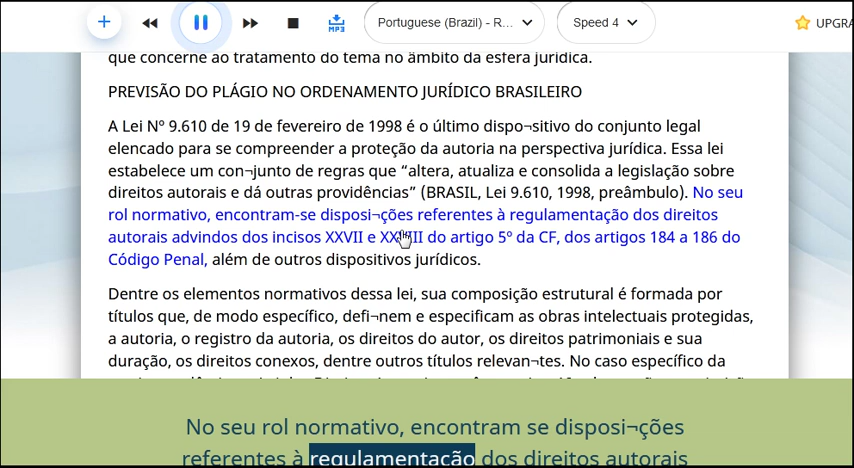 MP3
Portuguese (Brazil) - R...
Speed 4
UPGRA
que concerne ao tratamento do tema no âmbito da esfera jurídica.
PREVISÃO DO PLÁGIO NO ORDENAMENTO JURÍDICO BRASILEIRO
A Lei Nº 9.610 de 19 de fevereiro de 1998 é o último dispo¬sitivo do conjunto legal
elencado para se compreender a proteção da autoria na perspectiva jurídica. Essa lei
estabelece um con¬junto de regras que “altera, atualiza e consolida a legislação sobre
direitos autorais e dá outras providências” (BRASIL, Lei 9.610, 1998, preâmbulo). No seu
rol normativo, encontram-se disposi¬ções referentes à regulamentação dos direitos
autorais advindos dos incisos XXVII e XXVIII do artigo 5º da CF, dos artigos 184 a 186 do
Código Penal, além de outros dispositivos jurídicos.
Dentre os elementos normativos dessa lei, sua composição estrutural é formada por
títulos que, de modo específico, defi¬nem e especificam as obras intelectuais protegidas,
a autoria, o registro da autoria, os direitos do autor, os direitos patrimoniais e sua
duração, os direitos conexos, dentre outros títulos relevan¬tes. No caso específico da
No seu rol normativo, encontram se disposi¬ções
referentes à regulamentação dos direitos autorais